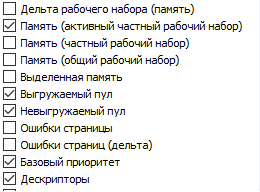 Дельта рабочего набора (память)
Память (активный частный рабочий набор)
Память (частный рабочий набор)
Память (общий рабочий набор)
Выделенная память
Выгружаемый пул
Невыгружаемый пул
Ошибки страницы
Ошибки страниц (дельта)
Базовый приоритет
Дескрипторы